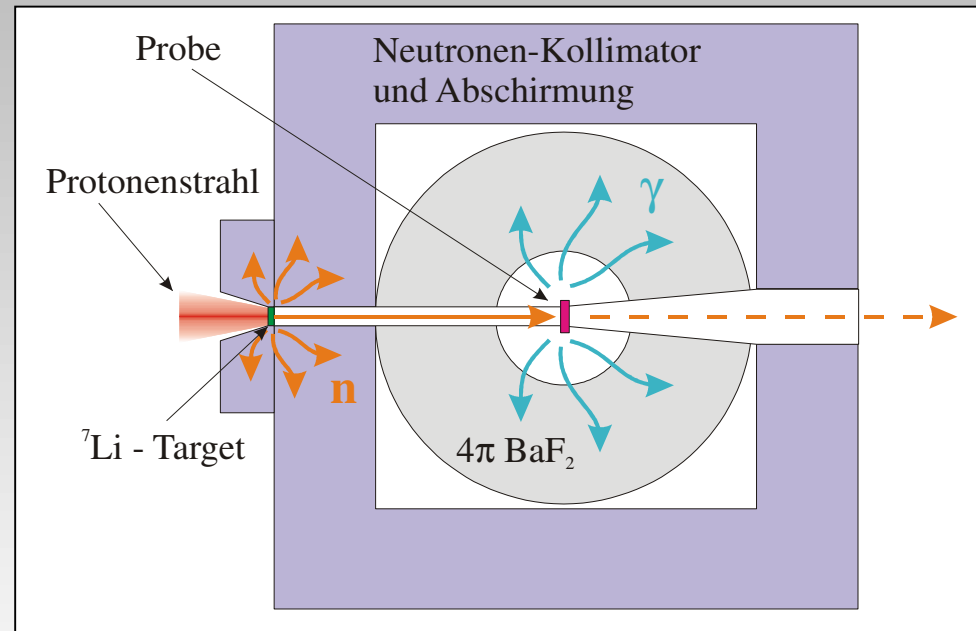 Probe
Neutronen-Kollimator
und Abschirmung
Protonenstrahl
γ
n
⁷Li - Target
4π BaF₂